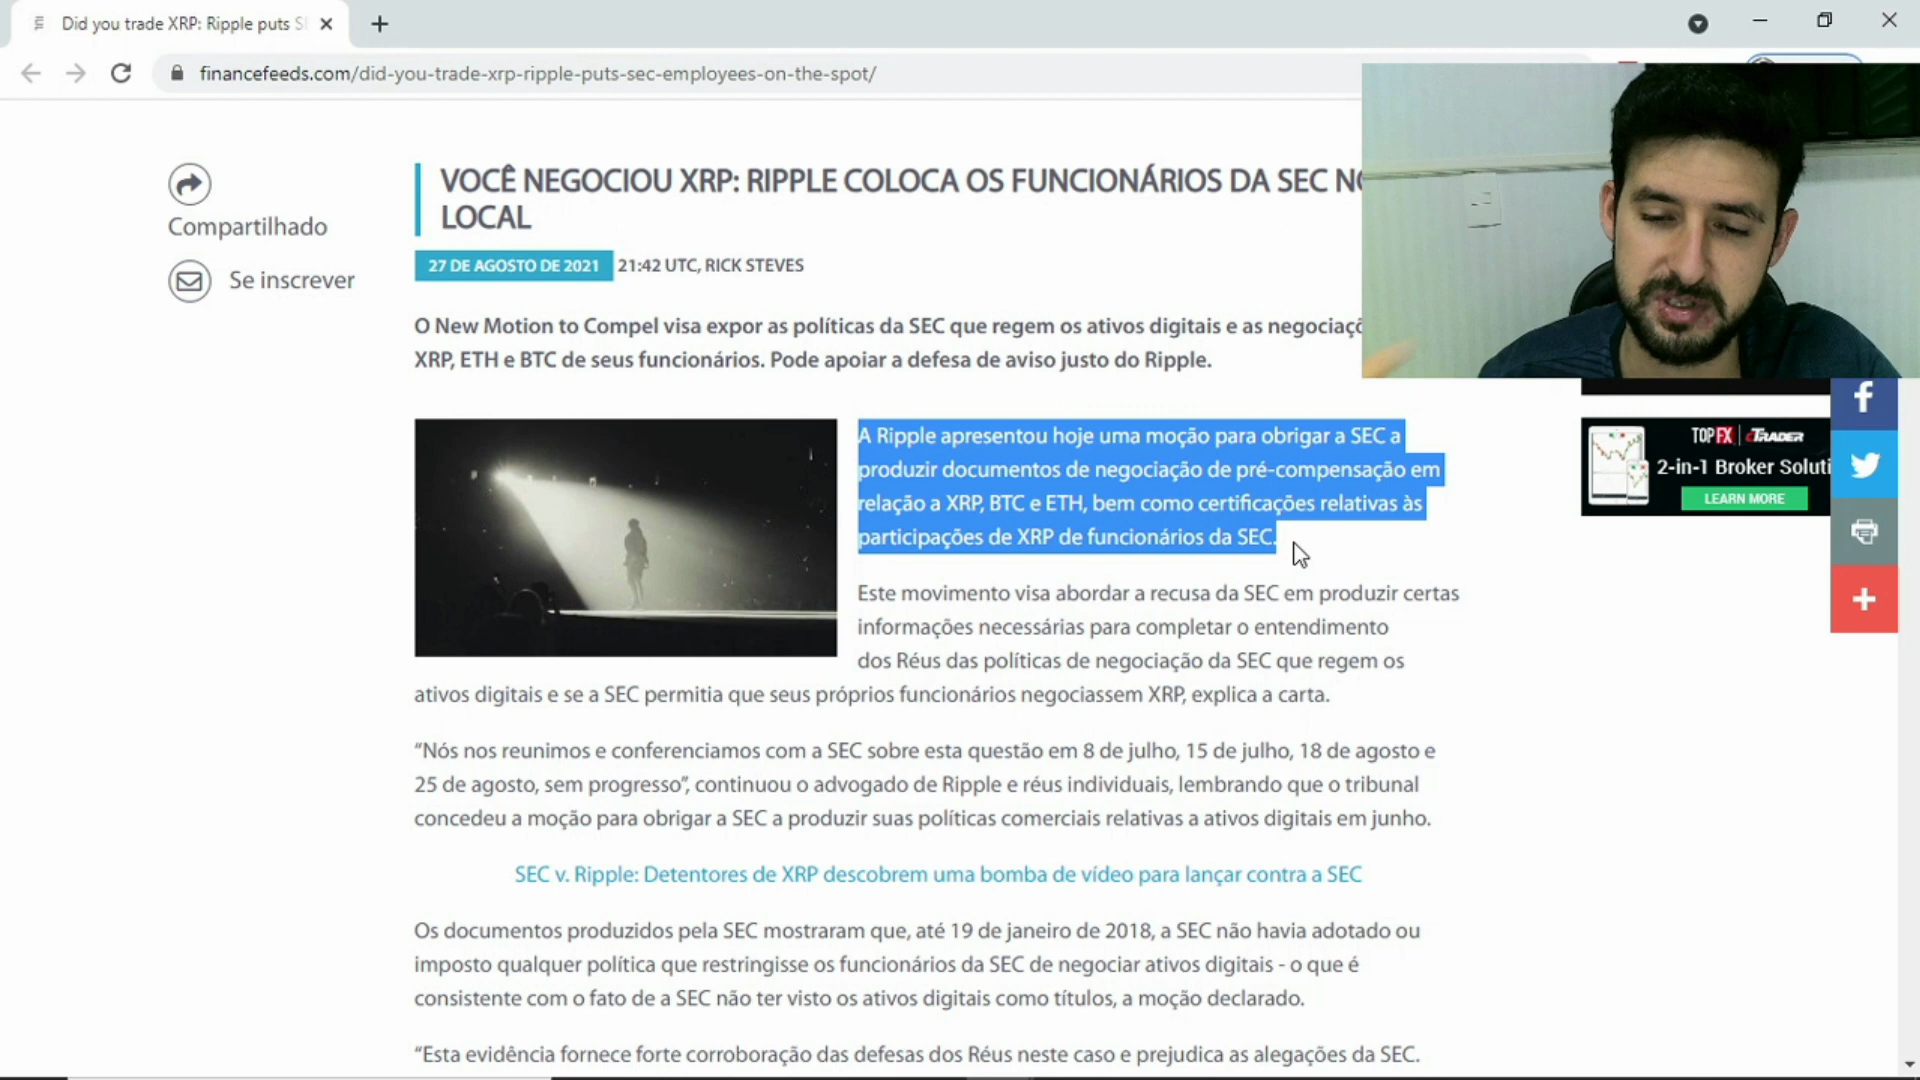 Did you trade XRP: Ripple puts S
financefeeds.com/did-you-trade-xrp-ripple-puts-sec-employees-on-the-spot/
Compartilhado
Se inscrever
VOCÊ NEGOCIOU XRP: RIPPLE COLOCA OS FUNCIONÁRIOS DA SEC NO
LOCAL
27 DE AGOSTO DE 2021 21:42 UTC, RICK STEVES
O New Motion to Compel visa expor as políticas da SEC que regem os ativos digitais e as
XRP, ETH e BTC de seus funcionários. Pode apoiar a defesa de aviso justo do Ripple.
A Ripple apresentou hoje uma moção para obrigar a SEC a
produzir documentos de negociação de pré-compensação em
relação a XRP, BTC e ETH, bem como certificações relativas às
participações de XRP de funcionários da SEC.
Este movimento visa abordar a recusa da SEC em produzir certas
informações necessárias para completar o entendimento
dos Réus das políticas de negociação da SEC que regem os
ativos digitais e se a SEC permitia que seus próprios funcionários negociassem XRP, explica a carta.
“Nós nos reunimos e conferenciamos com a SEC sobre esta questão em 8 de julho, 15 de julho, 18 de agosto e
25 de agosto, sem progresso”, continuou o advogado de Ripple e réus individuais, lembrando que o tribunal
concedeu a moção para obrigar a SEC a produzir suas políticas comerciais relativas a ativos digitais em junho.
SEC v. Ripple: Detentores de XRP descobrem uma bomba de vídeo para lançar contra a SEC
Os documentos produzidos pela SEC mostraram que, até 19 de janeiro de 2018, a SEC não havia adotado ou
imposto qualquer política que restringisse os funcionários da SEC de negociar ativos digitais - o que é
consistente com o fato de a SEC não ter visto os ativos digitais como títulos, a moção declarado.
“Esta evidência fornece forte corroboração das defesas dos Réus neste caso e prejudica as alegações da SEC.
TOPFX | cTRADER
2-in-1 Broker Soluti
LEARN MORE